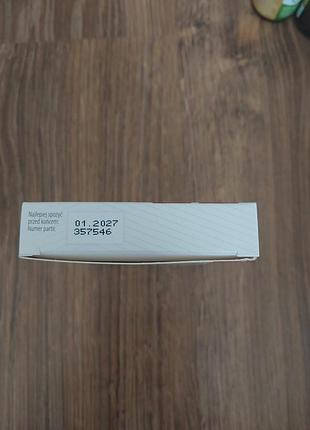 Najlepiej spożyć
przed końcem:
Numer partii:
01.2027
357546